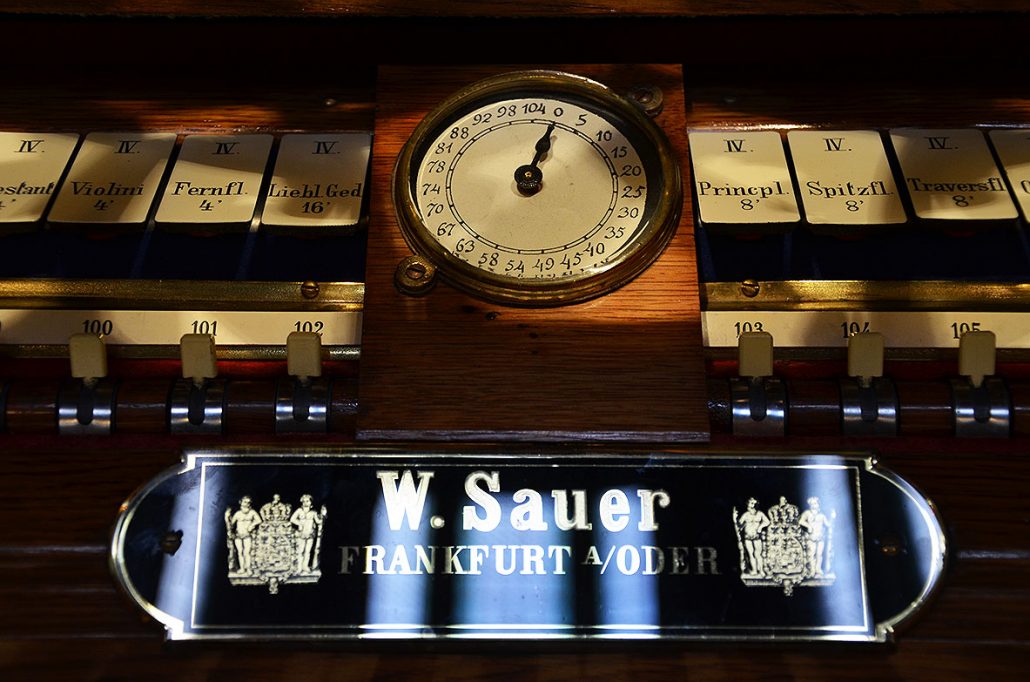 IV.
IV.
IV.
IV.
Violini
4'
Fernfl.
4'
Liebl. Ged
16'
0 5 10 15 20 25 30 35 40 45 49 54 58 63 67 70 74 78 81 88 92 98 104
IV.
IV.
IV.
Princpl.
8'
Spitzfl.
8'
Traversfl
8'
100 101 102
103 104 105
W. Sauer
FRANKFURT A/ODER